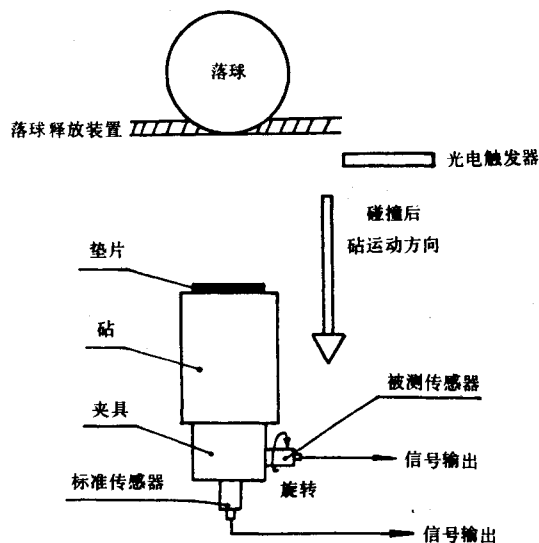 落球
落球释放装置
光电触发器
碰撞后
砧运动方向
垫片
砧
被测传感器
夹具
信号输出
标准传感器
旋转
信号输出